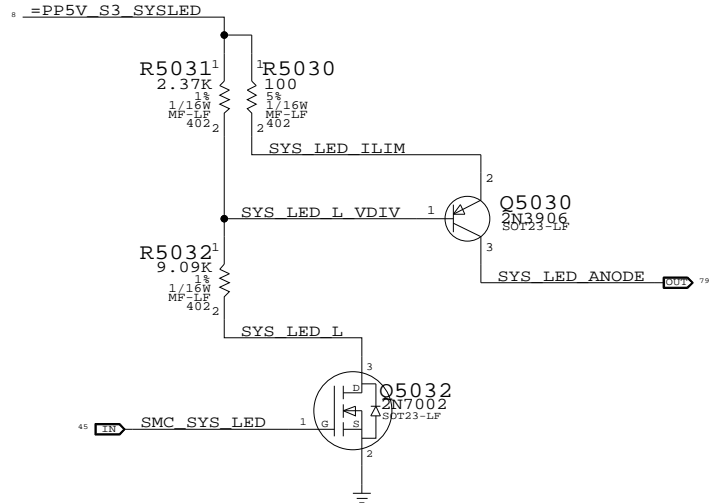 8 =PP5V_S3_SYSLED
R5031 1
2.37K
1%
1/16W
MF-LF
402 2
1 R5030
100
5%
1/16W
MF-LF
2 402
SYS_LED_ILIM
2
Q5030
2N3906
SOT23-LF
SYS_LED_L_VDIV 1
3
R5032 1
9.09K
1%
1/16W
MF-LF
402 2
SYS_LED_ANODE OUT 79
SYS_LED_L
3
D
Q5032
2N7002
SOT23-LF
45 IN SMC_SYS_LED 1 G S
2